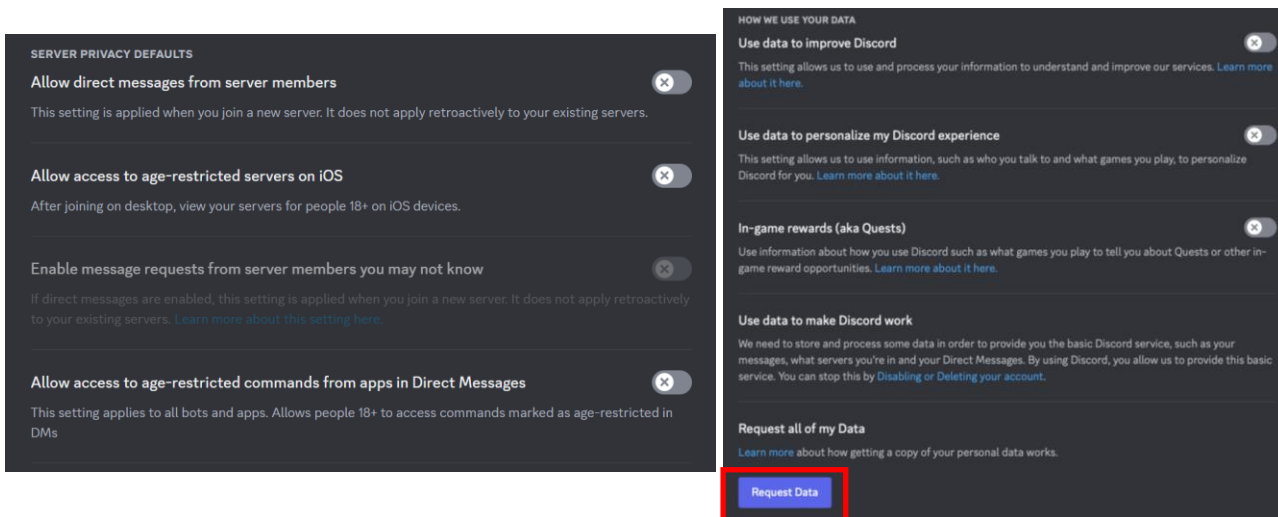 SERVER PRIVACY DEFAULTS
Allow direct messages from server members
This setting is applied when you join a new server. It does not apply retroactively to your existing servers.
Allow access to age-restricted servers on iOS
After joining on desktop, view your servers for people 18+ on iOS devices.
Enable message requests from server members you may not know
If direct messages are enabled, this setting is applied when you join a new server. It does not apply retroactively
to your existing servers. Learn more about this setting here.
Allow access to age-restricted commands from apps in Direct Messages
This setting applies to all bots and apps. Allows people 18+ to access commands marked as age-restricted in
DMs
HOW WE USE YOUR DATA
Use data to improve Discord
This setting allows us to use and process your information to understand and improve our services. Learn more
about it here.
Use data to personalize my Discord experience
This setting allows us to use information, such as who you talk to and what games you play, to personalize
Discord for you. Learn more about it here.
In-game rewards (aka Quests)
Use information about how you use Discord such as what games you play to tell you about Quests or other in-
game reward opportunities. Learn more about it here.
Use data to make Discord work
We need to store and process some data in order to provide you the basic Discord service, such as your
messages, what servers you're in and your Direct Messages. By using Discord, you allow us to provide this basic
service. You can stop this by Disabling or Deleting your account.
Request all of my Data
Learn more about how getting a copy of your personal data works.
Request Data